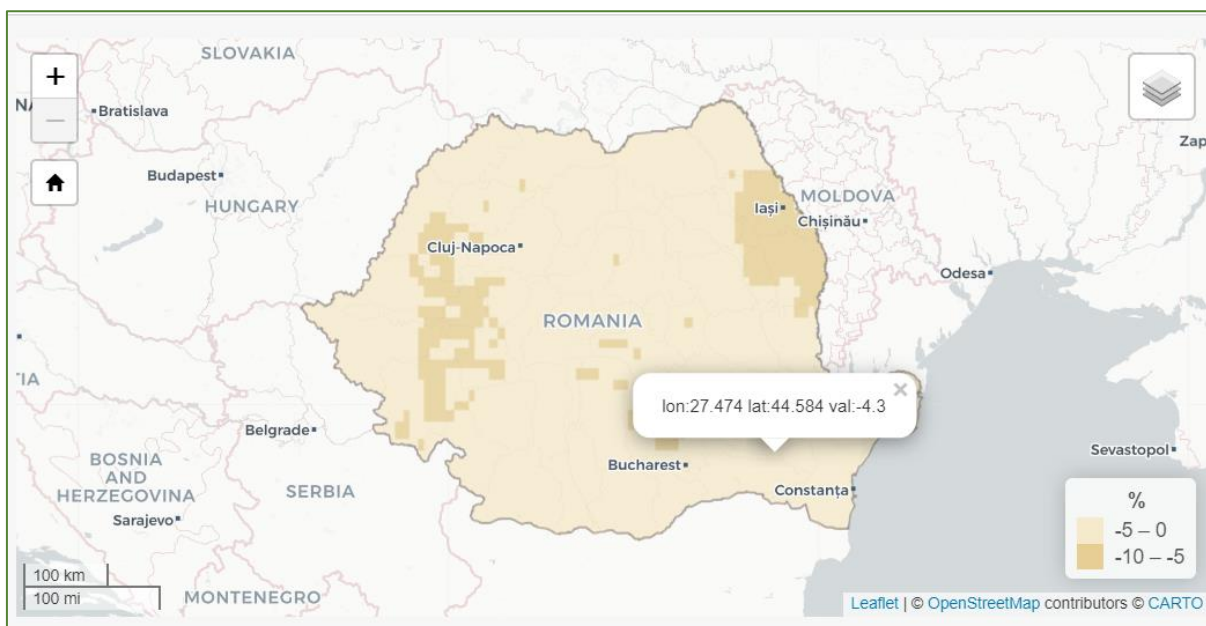 SLOVAKIA
+
NA
Bratislava
−
Zap
Budapest
HUNGARY
MOLDOVA
Iași
Chișinău
Cluj-Napoca
Odesa
ROMANIA
TIA
×
lon:27.474 lat:44.584 val:-4.3
Belgrade
Sevastopol
BOSNIA
AND
HERZEGOVINA
Bucharest
SERBIA
Constanța
Sarajevo
%
-5 – 0
-10 – -5
100 km
100 mi
MONTENEGRO
Leaflet | © OpenStreetMap contributors © CARTO